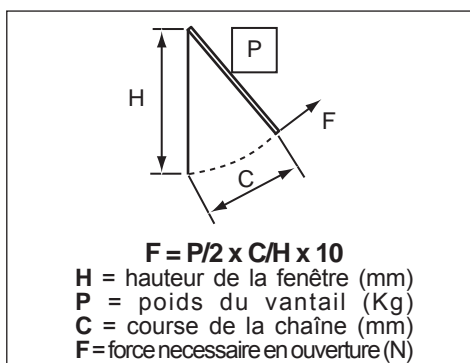 P
H
F
C
F = P/2 x C/H x 10
H = hauteur de la fenêtre (mm)
P = poids du vantail (Kg)
C = course de la chaîne (mm)
F = force necessaire en ouverture (N)